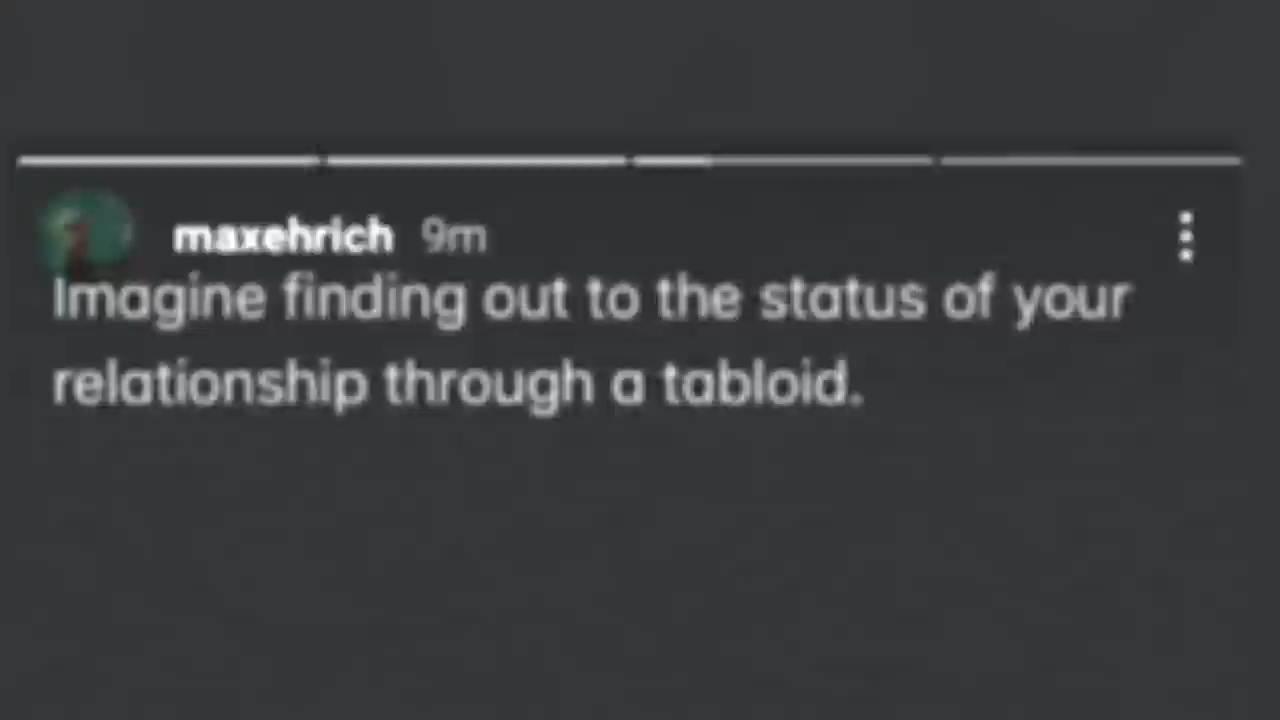 maxehrich 9m
Imagine finding out to the status of your
relationship through a tabloid.